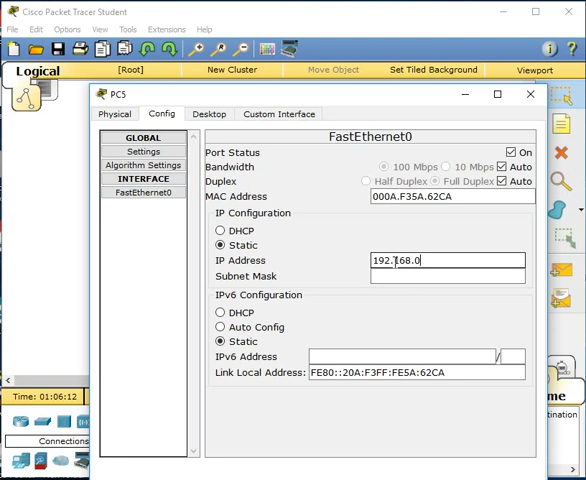 Cisco Packet Tracer Student
File Edit Options View Tools Extensions Help
i ?
Logical [Root] New Cluster Move Object Set Tiled Background Viewport
PC5
Physical Config Desktop Custom Interface
GLOBAL
Settings
Algorithm Settings
INTERFACE
FastEthernet0
FastEthernet0
Port Status On
Bandwidth 100 Mbps 10 Mbps Auto
Duplex Half Duplex Full Duplex Auto
MAC Address 000A.F35A.62CA
IP Configuration
DHCP
Static
IP Address 192.168.0
Subnet Mask
IPv6 Configuration
DHCP
Auto Config
Static
IPv6 Address /
Link Local Address: FE80::20A:F3FF:FE5A:62CA
Time: 01:06:12
me
Connections
tination